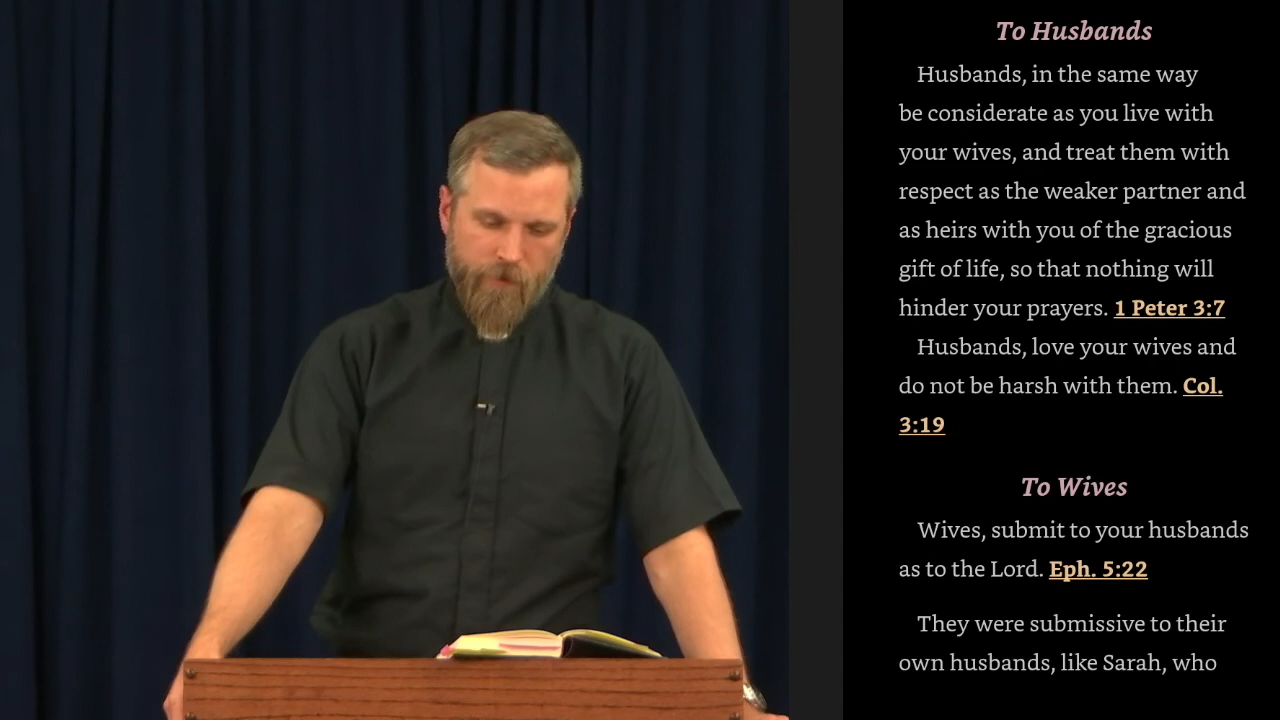 To Husbands
Husbands, in the same way
be considerate as you live with
your wives, and treat them with
respect as the weaker partner and
as heirs with you of the gracious
gift of life, so that nothing will
hinder your prayers. 1 Peter 3:7
Husbands, love your wives and
do not be harsh with them. Col.
3:19
To Wives
Wives, submit to your husbands
as to the Lord. Eph. 5:22
They were submissive to their
own husbands, like Sarah, who